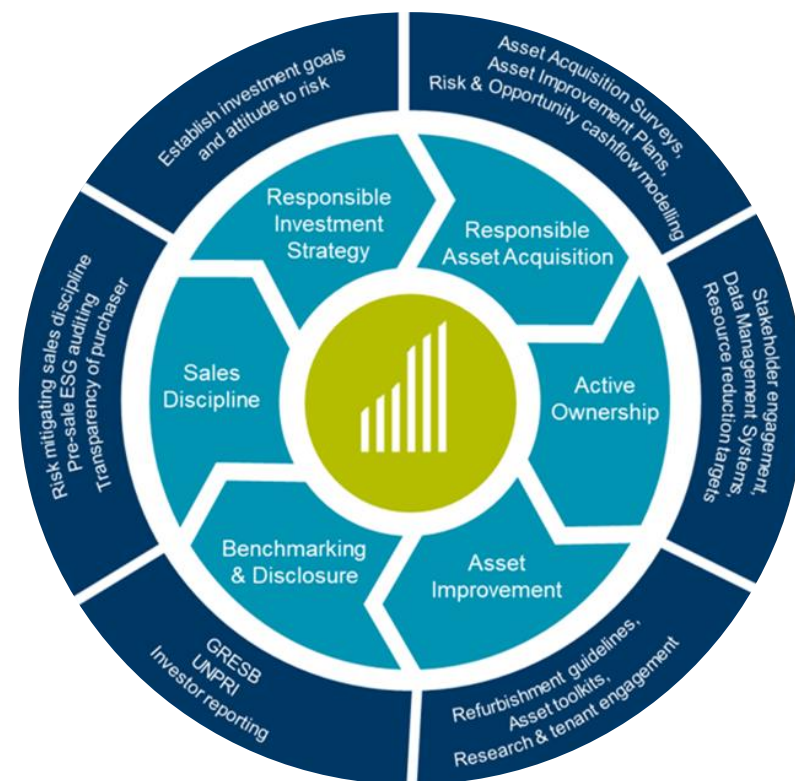 Establish investment goals
and attitude to risk
Asset Acquisition Surveys,
Asset Improvement Plans,
Risk & Opportunity cashflow modelling
Stakeholder engagement,
Data Management Systems,
Resource reduction targets
Refurbishment guidelines,
Asset toolkits,
Research & tenant engagement
GRESB
UNPRI
Investor reporting
Risk mitigating sales discipline
Pre-sale ESG auditing
Transparency of purchaser
Responsible
Investment
Strategy
Responsible
Asset Acquisition
Active
Ownership
Asset
Improvement
Benchmarking
& Disclosure
Sales
Discipline